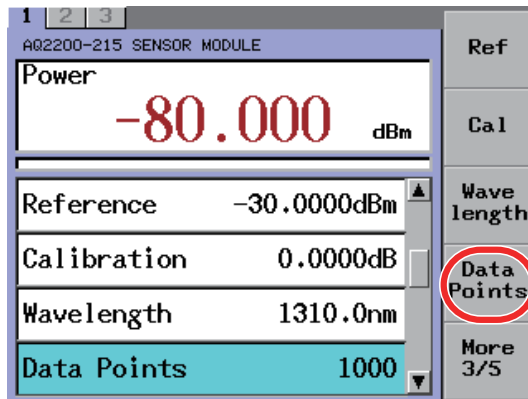 1 2 3
AQ2200-215 SENSOR MODULE
Power
-80.000 dBm
Reference -30.0000dBm
Calibration 0.0000dB
Wavelength 1310.0nm
Data Points 1000
Ref
Cal
Wave
length
Data
Points
More
3/5